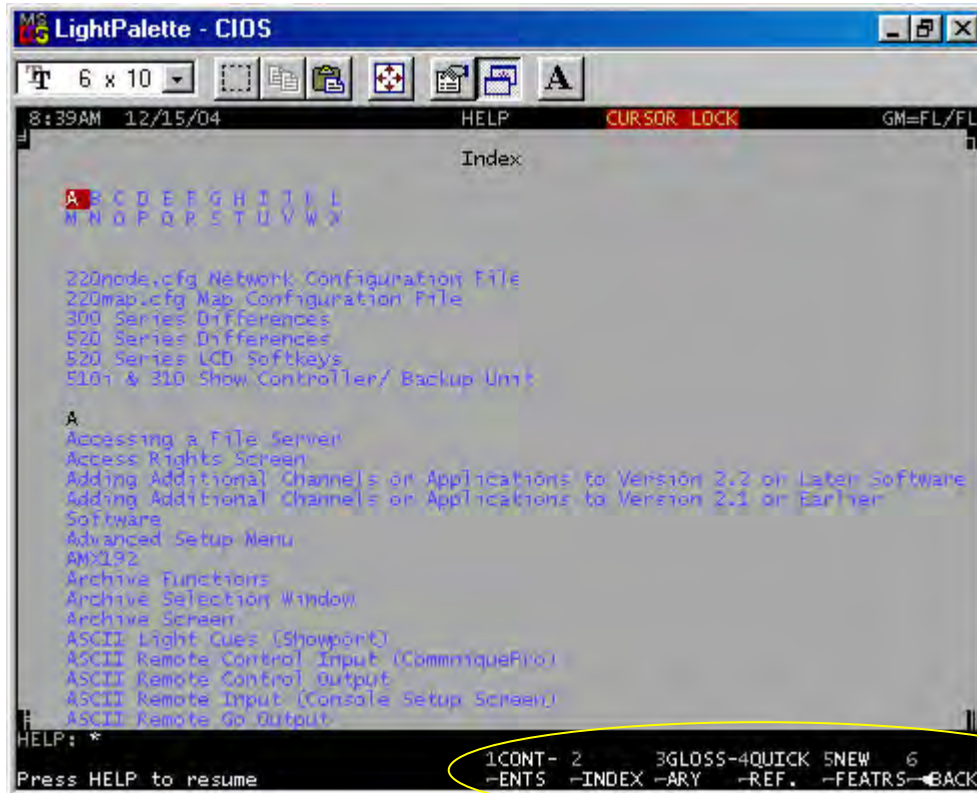 LightPalette - CIOS
6 x 10
A
8:39AM 12/15/04 HELP CURSOR LOCK GM=FL/FL
Index
A B C D E F G H I J K L
M N O P Q R S T U V W X
220node.cfg Network Configuration File
220map.cfg Map Configuration File
300 Series Differences
520 Series Differences
520 Series LCD Softkeys
510i & 310 Show Controller/ Backup Unit
A
Accessing a File Server
Access Rights Screen
Adding Additional Channels or Applications to Version 2.2 or Later Software
Adding Additional Channels or Applications to Version 2.1 or Earlier
Software
Advanced Setup Menu
AMX192
Archive Functions
Archive Selection Window
Archive Screen
ASCII Light Cues (Showport)
ASCII Remote Control Input (CommniquePro)
ASCII Remote Control Output
ASCII Remote Input (Console Setup Screen)
ASCII Remote Go Output
HELP: *
1CONT- 2 3GLOSS-4QUICK 5NEW 6
Press HELP to resume -ENTS -INDEX -ARY -REF. -FEATRS-BACK